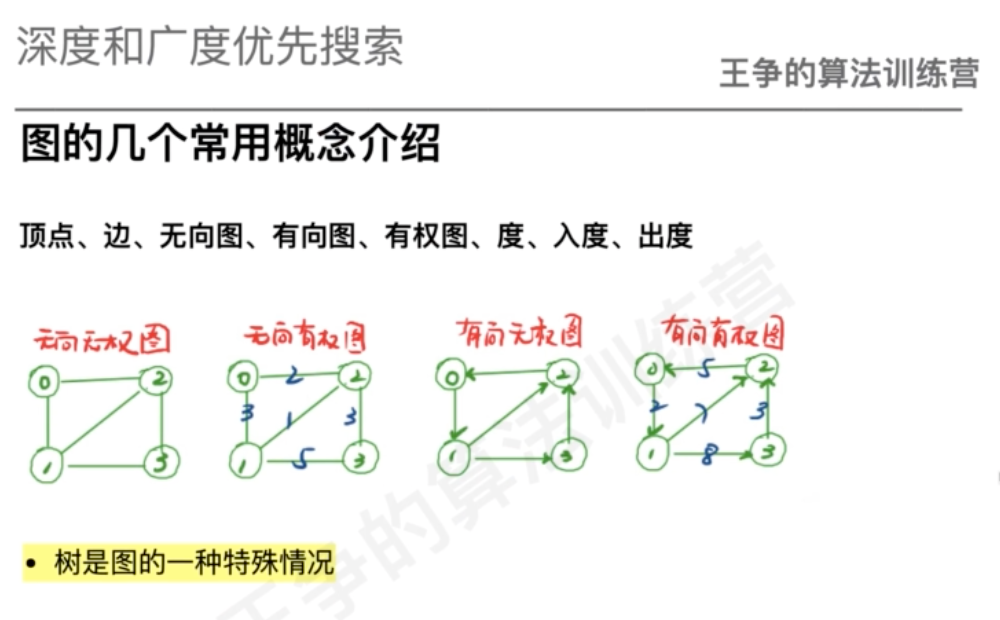 深度和广度优先搜索
王争的算法训练营
图的几个常用概念介绍
顶点、边、无向图、有向图、有权图、度、入度、出度
无向无权图 无向有权图 有向无权图 有向有权图
0 2 0 2 2 0 2 0 5 2
3 1 3 2 7 3
1 3 1 5 3 1 3 1 8 3
• 树是图的一种特殊情况
王争的算法训练营